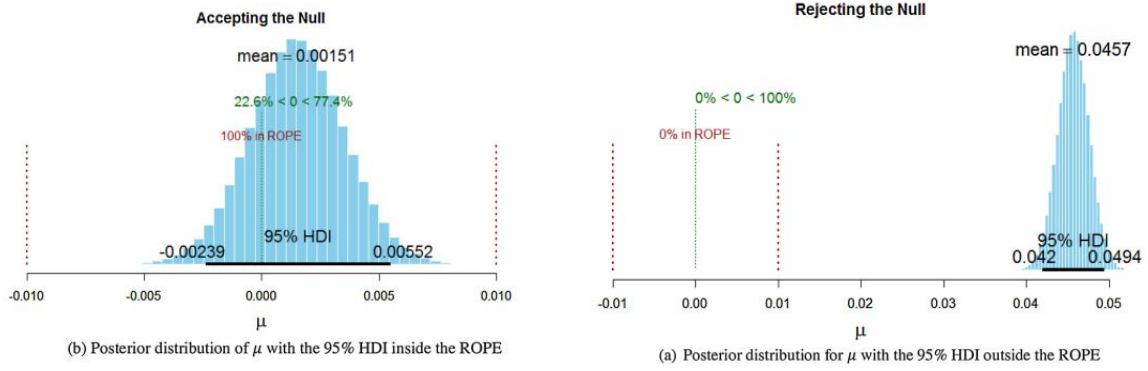 Accepting the Null
mean = 0.00151
22.6% < 0 < 77.4%
100% in ROPE
95% HDI
-0.00239 0.00552
-0.010 -0.005 0.000 0.005 0.010
μ
(b) Posterior distribution of μ with the 95% HDI inside the ROPE
Rejecting the Null
mean = 0.0457
0% < 0 < 100%
0% in ROPE
95% HDI
0.042 0.0494
-0.01 0.00 0.01 0.02 0.03 0.04 0.05
μ
(a) Posterior distribution for μ with the 95% HDI outside the ROPE